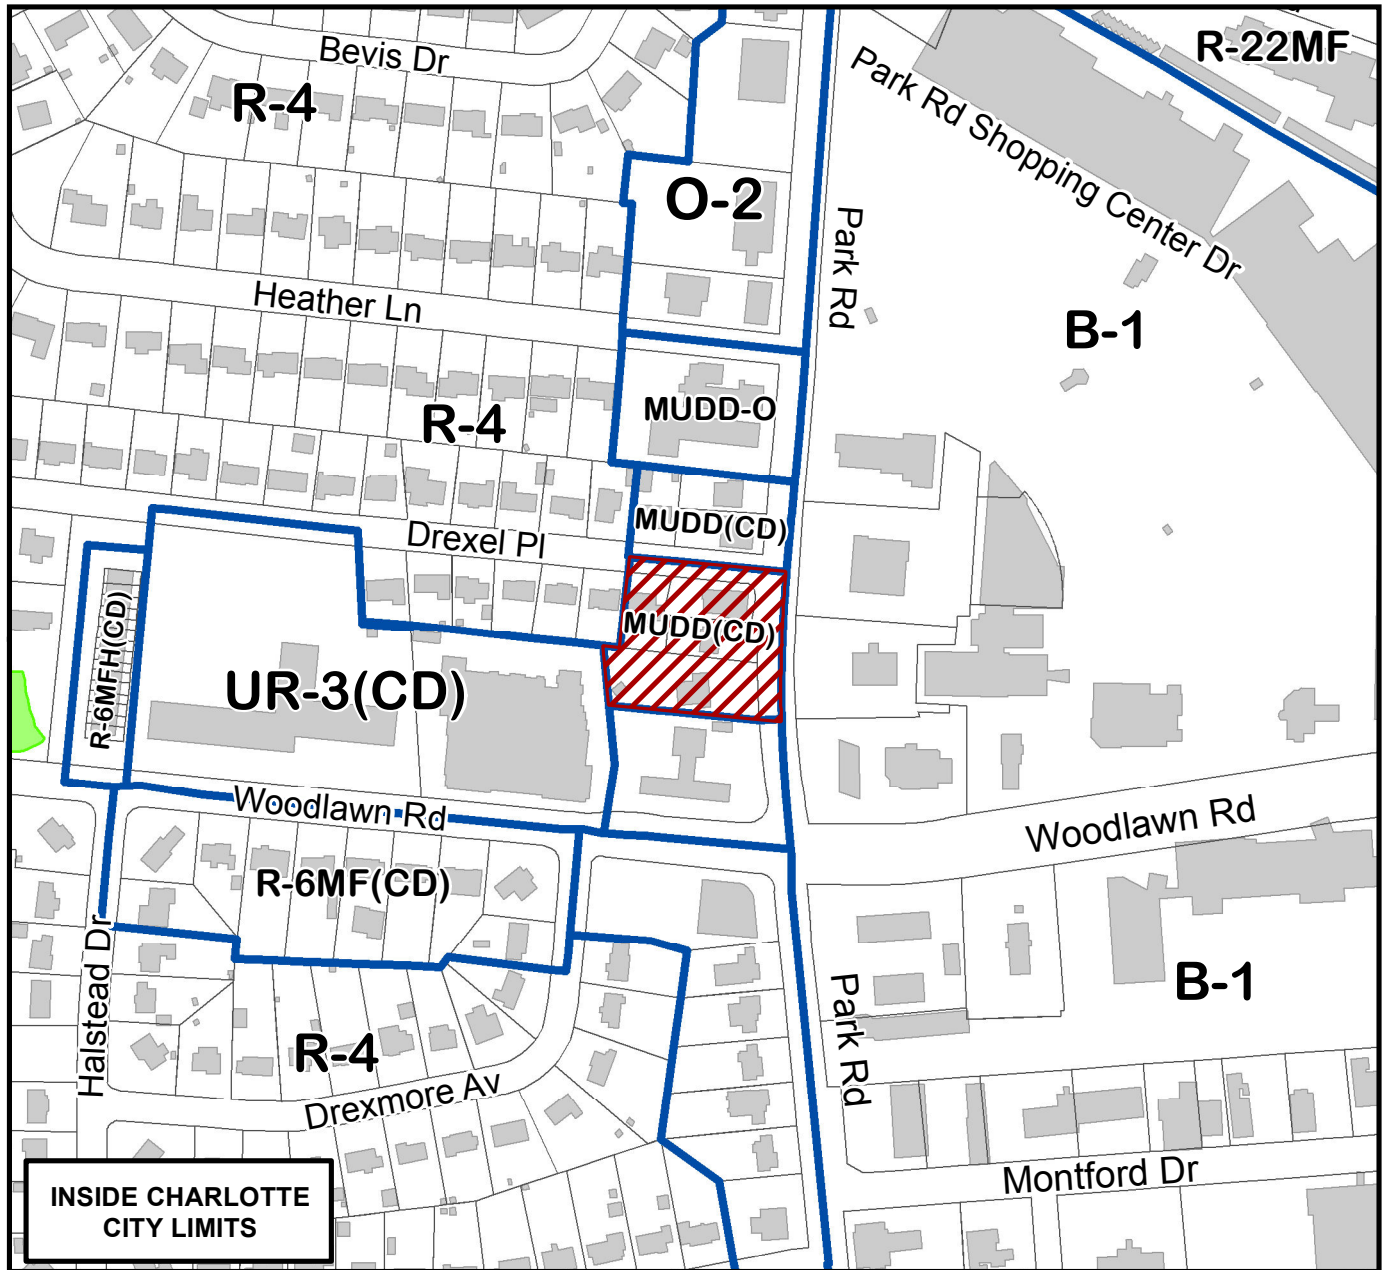 R-22MF
Bevis Dr
R-4
Park Rd Shopping Center Dr
O-2
Park Rd
Heather Ln
B-1
MUDD-O
R-4
MUDD(CD)
Drexel Pl
MUDD(CD)
R-6MFH(CD)
UR-3(CD)
Woodlawn Rd
Woodlawn Rd
R-6MF(CD)
Halstead Dr
B-1
Park Rd
R-4
Drexmore Av
Montford Dr
INSIDE CHARLOTTE
CITY LIMITS